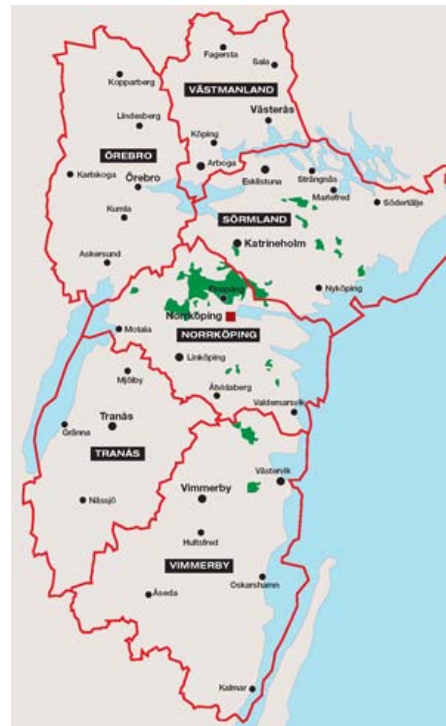 Fagersta
Sala
Kopparberg
VÄSTMANLAND
Västerås
Lindesberg
Köping
ÖREBRO
Arboga
Strängnäs
Karlskoga
Örebro
Eskilstuna
Mariefred
Södertälje
Kumla
SÖRMLAND
Katrineholm
Askersund
Nyköping
Finspång
Norrköping
Motala
NORRKÖPING
Linköping
Mjölby
Åtvidaberg
Valdemarsvik
Tranås
Gränna
TRANÅS
Västervik
Nässjö
Vimmerby
Hultsfred
VIMMERBY
Oskarshamn
Åseda
Kalmar